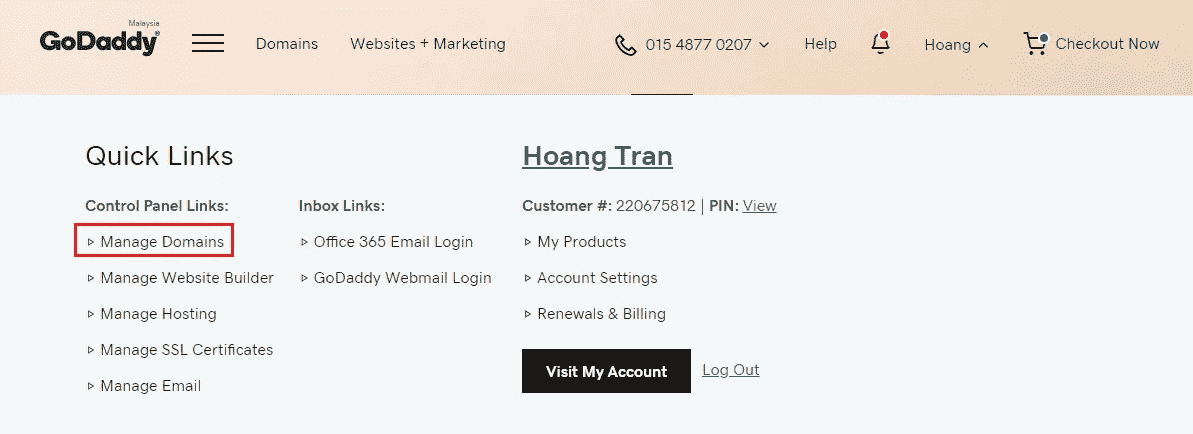 Malaysia
GoDaddy®
Domains
Websites + Marketing
015 4877 0207
Help
Hoang
Checkout Now
Quick Links
Control Panel Links:
Manage Domains
Manage Website Builder
Manage Hosting
Manage SSL Certificates
Manage Email
Inbox Links:
Office 365 Email Login
GoDaddy Webmail Login
Hoang Tran
Customer #: 220675812 | PIN: View
My Products
Account Settings
Renewals & Billing
Visit My Account
Log Out